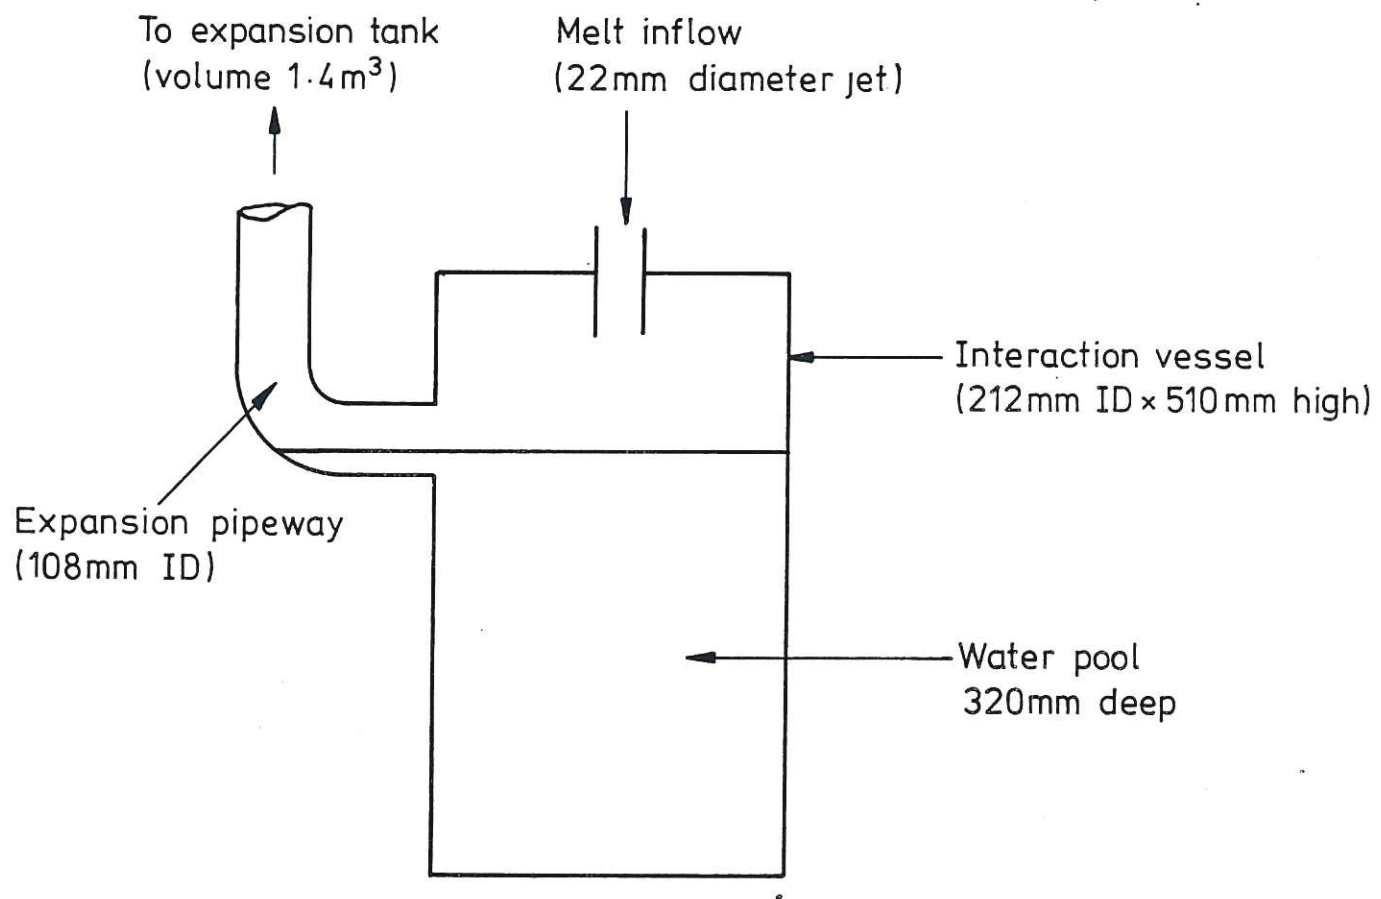 To expansion tank
(volume 1·4m³)
Melt inflow
(22mm diameter jet)
Interaction vessel
(212mm ID × 510mm high)
Expansion pipeway
(108mm ID)
Water pool
320mm deep